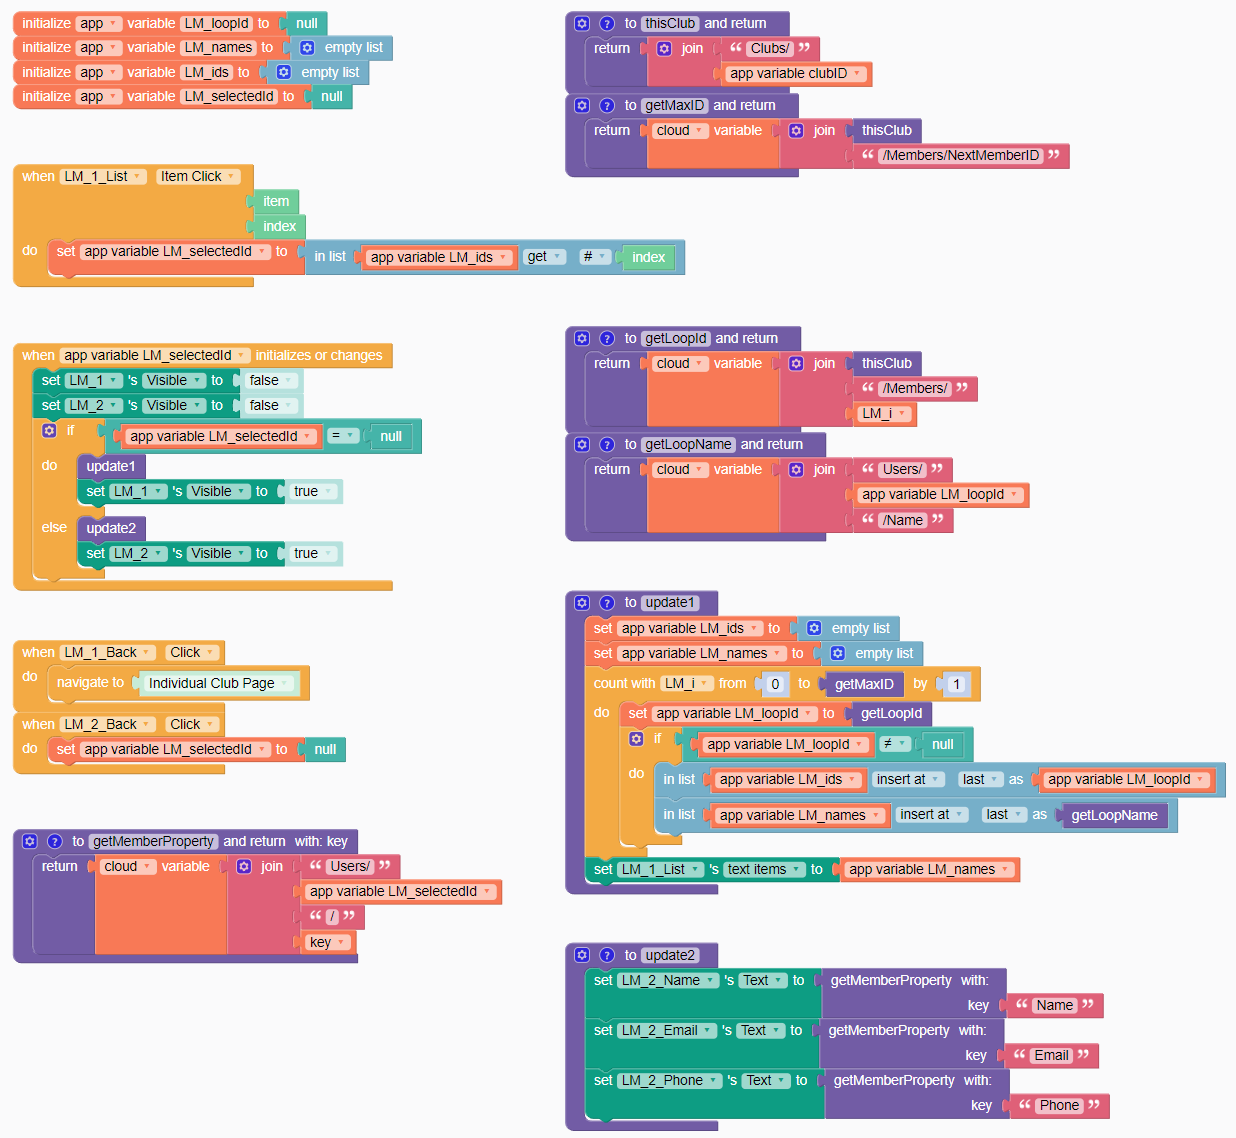 initialize app variable LM_loopId to null
initialize app variable LM_names to empty list
initialize app variable LM_ids to empty list
initialize app variable LM_selectedId to null
when LM_1_List Item Click
item
index
do set app variable LM_selectedId to in list app variable LM_ids get # index
when app variable LM_selectedId initializes or changes
set LM_1 's Visible to false
set LM_2 's Visible to false
if app variable LM_selectedId = null
do update1
set LM_1 's Visible to true
else update2
set LM_2 's Visible to true
when LM_1_Back Click
do navigate to Individual Club Page
when LM_2_Back Click
do set app variable LM_selectedId to null
? to getMemberProperty and return with: key
return cloud variable join “ Users/ ”
app variable LM_selectedId
“ / ”
key
? to thisClub and return
return join “ Clubs/ ”
app variable clubID
? to getMaxID and return
return cloud variable join thisClub
“ /Members/NextMemberID ”
? to getLoopId and return
return cloud variable join thisClub
“ /Members/ ”
LM_i
? to getLoopName and return
return cloud variable join “ Users/ ”
app variable LM_loopId
“ /Name ”
? to update1
set app variable LM_ids to empty list
set app variable LM_names to empty list
count with LM_i from 0 to getMaxID by 1
do set app variable LM_loopId to getLoopId
if app variable LM_loopId ≠ null
do in list app variable LM_ids insert at last as app variable LM_loopId
in list app variable LM_names insert at last as getLoopName
set LM_1_List 's text items to app variable LM_names
? to update2
set LM_2_Name 's Text to getMemberProperty with:
key “ Name ”
set LM_2_Email 's Text to getMemberProperty with:
key “ Email ”
set LM_2_Phone 's Text to getMemberProperty with:
key “ Phone ”